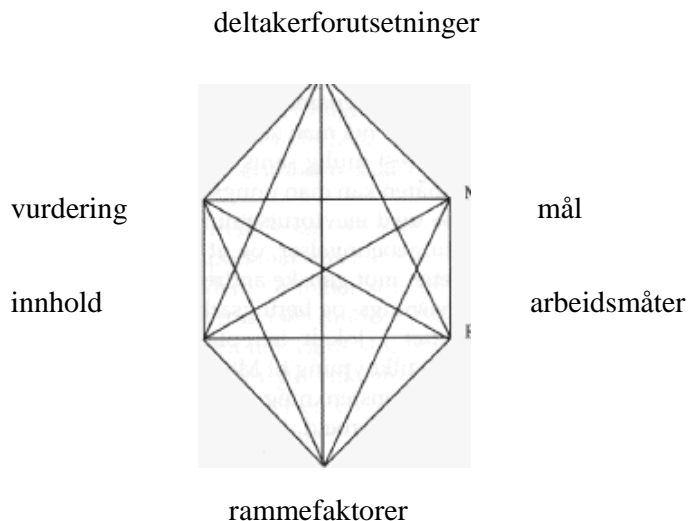 deltakerforutsetninger
vurdering mål
innhold arbeidsmåter
rammefaktorer